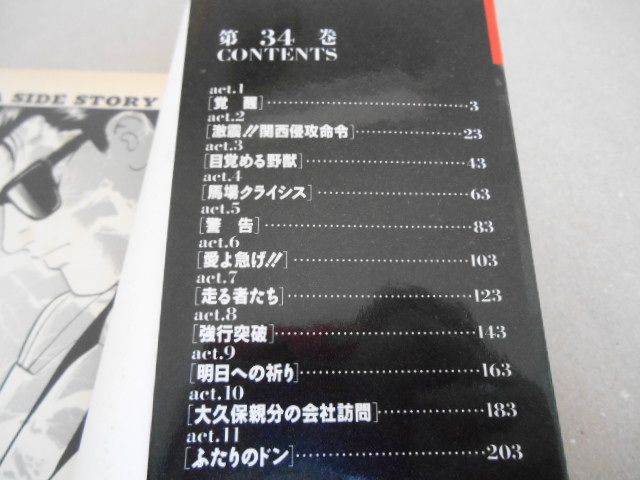 第 34 巻
CONTENTS
act.1
[覚 醒]…………………………3
act.2
[激震!!関西侵攻命令]…………………………23
act.3
[目覚める野獣]…………………………43
act.4
[馬場クライシス]…………………………63
act.5
[警 告]…………………………83
act.6
[愛よ急げ!!]…………………………103
act.7
[走る者たち]…………………………123
act.8
[強行突破]…………………………143
act.9
[明日への祈り]…………………………163
act.10
[大久保親分の会社訪問]…………………………183
act.11
[ふたりのドン]…………………………203
SIDE STORY